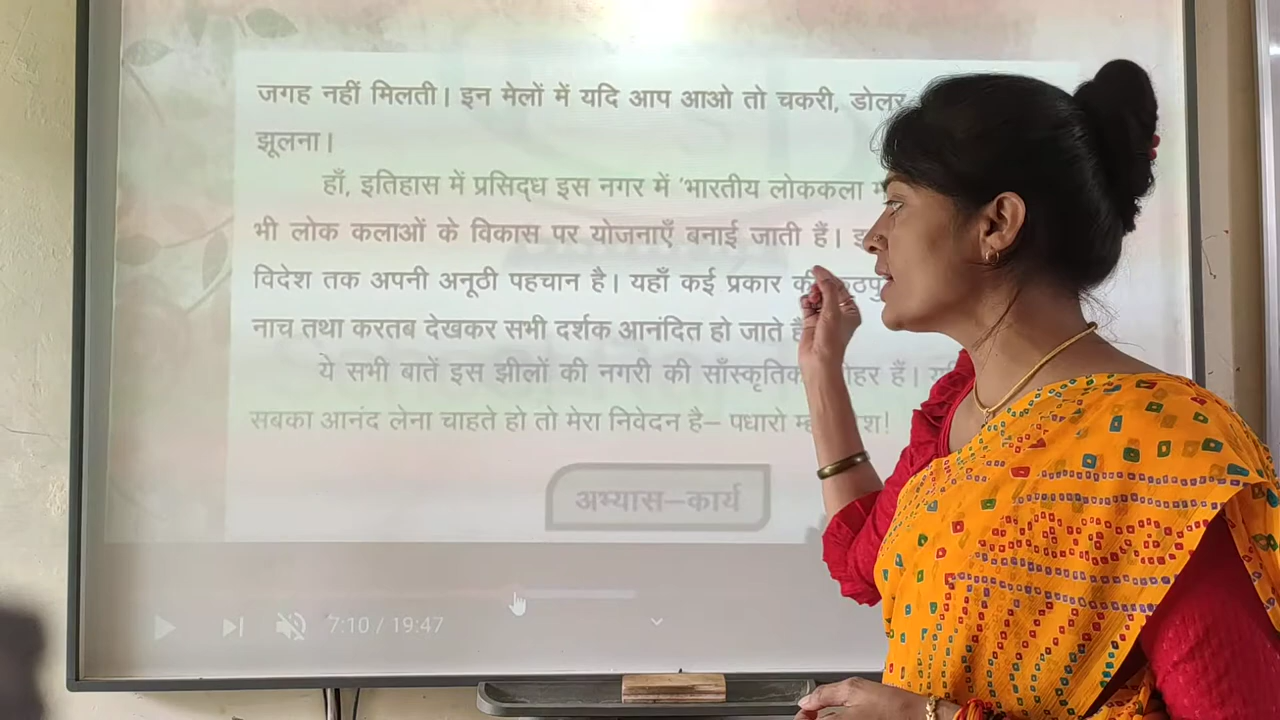 जगह नहीं मिलती। इन मेलों में यदि आप आओ तो चकरी, डोलर
झूलना।
हाँ, इतिहास में प्रसिद्ध इस नगर में 'भारतीय लोककला
भी लोक कलाओं के विकास पर योजनाएँ बनाई जाती हैं।
विदेश तक अपनी अनूठी पहचान है। यहाँ कई प्रकार की
नाच तथा करतब देखकर सभी दर्शक आनंदित हो जाते
ये सभी बातें इस झीलों की नगरी की साँस्कृतिक हैं।
सबका आनंद लेना चाहते हो तो मेरा निवेदन है– पधारो
अभ्यास–कार्य
7:10 / 19:47